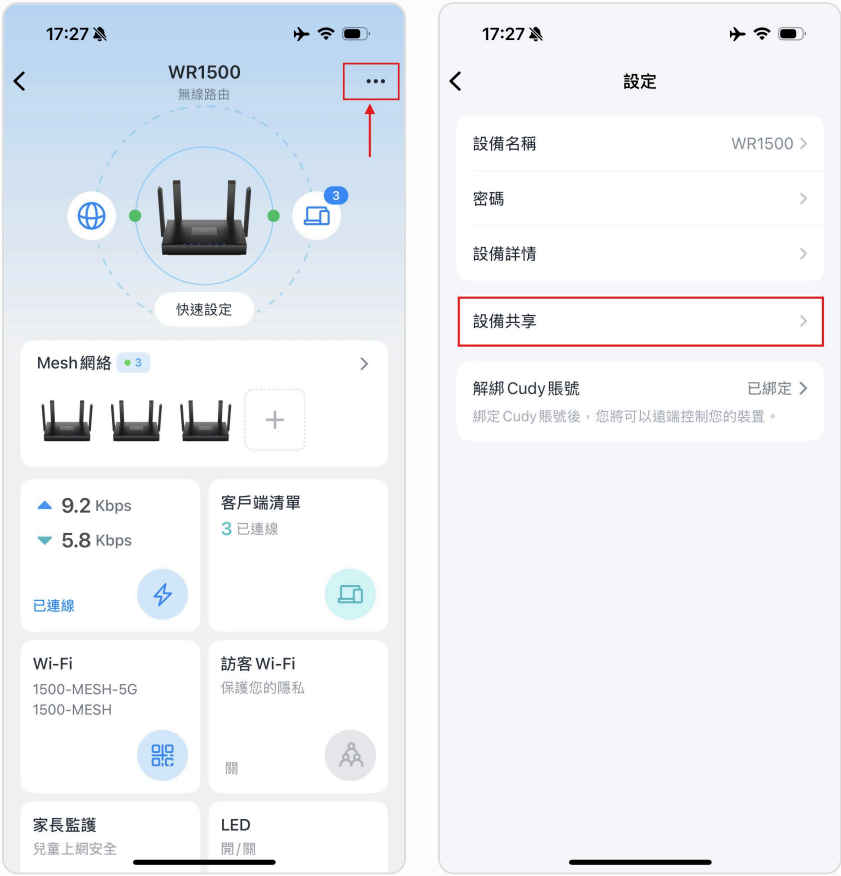 17:27
WR1500
無線路由
3
快速設定
Mesh網絡 3
9.2 Kbps
5.8 Kbps
已連線
客戶端清單
3 已連線
Wi-Fi
1500-MESH-5G
1500-MESH
訪客 Wi-Fi
保護您的隱私
關
家長監護
兒童上網安全
LED
開/關
17:27
設定
設備名稱 WR1500
密碼
設備詳情
設備共享
解綁 Cudy 賬號 已綁定
綁定 Cudy 賬號後，您將可以遠端控制您的裝置。